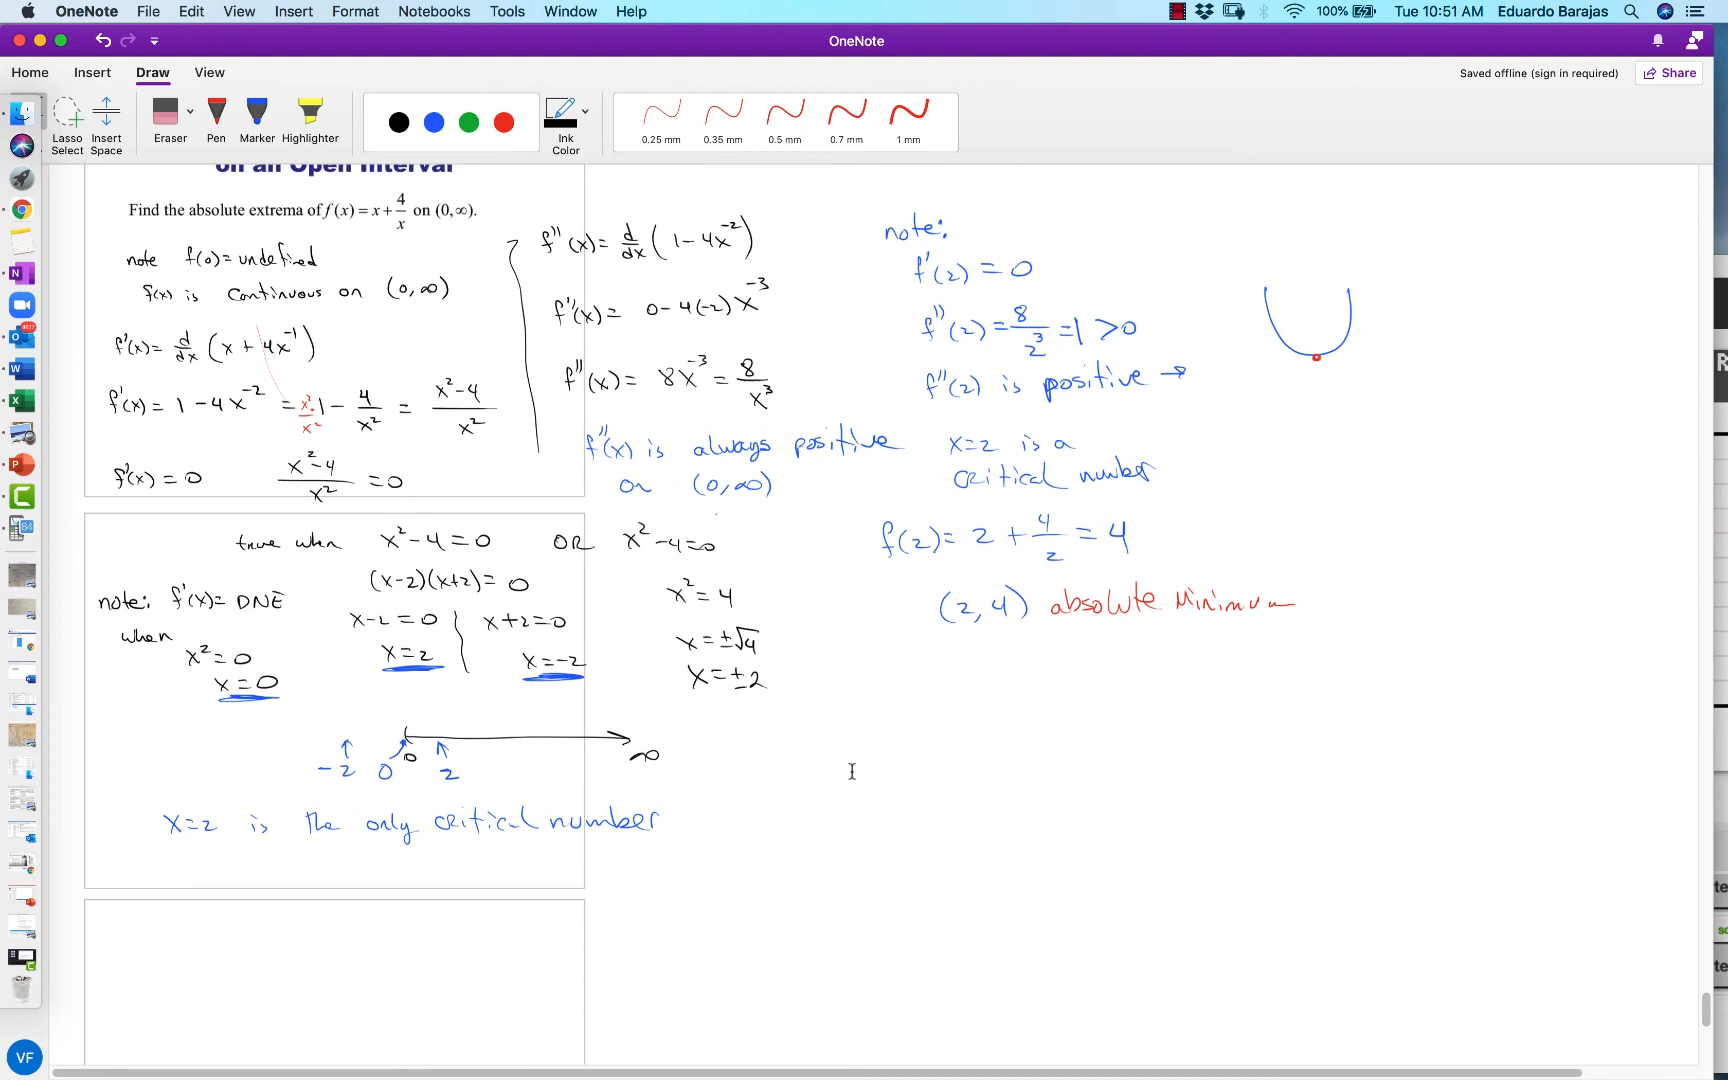 OneNote File Edit View Insert Format Notebooks Tools Window Help
100% Tue 10:51 AM Eduardo Barajas
OneNote
Home Insert Draw View
Saved offline (sign in required) Share
Lasso Select
Insert Space
Eraser
Pen
Marker
Highlighter
Ink Color
0.25 mm 0.35 mm 0.5 mm 0.7 mm 1 mm
on an Open Interval
Find the absolute extrema of f(x) = x + 4/x on (0,∞).
note f(0) = undefined
f(x) is continuous on (0,∞)
f'(x) = d/dx (x + 4x^-1)
f'(x) = 1 - 4x^-2 = x²/x² · 1 - 4/x² = x²-4/x²
f'(x) = 0 x²-4/x² = 0
f''(x) = d/dx (1 - 4x^-2)
f''(x) = 0 - 4(-2)x^-3
f''(x) = 8x^-3 = 8/x³
f''(x) is always positive
on (0,∞)
true when x²-4=0 OR x²-4=0
(x-2)(x+2)=0
x-2=0 x+2=0
x=2 x=-2
x²=4
x=±√4
x=±2
note: f'(x)= DNE
when
x²=0
x=0
0 ∞
-2 0 2
x=2 is the only critical number
note:
f'(2) = 0
f''(2) = 8/2³ = 1 > 0
f''(2) is positive →
x=2 is a
critical number
f(2) = 2 + 4/2 = 4
(2,4) absolute minimum
VF